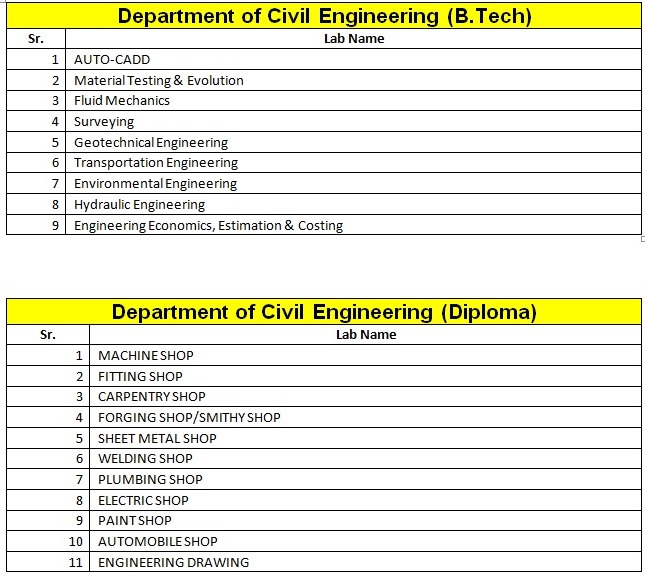 Department of Civil Engineering (B.Tech)
Sr. Lab Name
1 AUTO-CADD
2 Material Testing & Evolution
3 Fluid Mechanics
4 Surveying
5 Geotechnical Engineering
6 Transportation Engineering
7 Environmental Engineering
8 Hydraulic Engineering
9 Engineering Economics, Estimation & Costing
Department of Civil Engineering (Diploma)
Sr. Lab Name
1 MACHINE SHOP
2 FITTING SHOP
3 CARPENTRY SHOP
4 FORGING SHOP/SMITHY SHOP
5 SHEET METAL SHOP
6 WELDING SHOP
7 PLUMBING SHOP
8 ELECTRIC SHOP
9 PAINT SHOP
10 AUTOMOBILE SHOP
11 ENGINEERING DRAWING